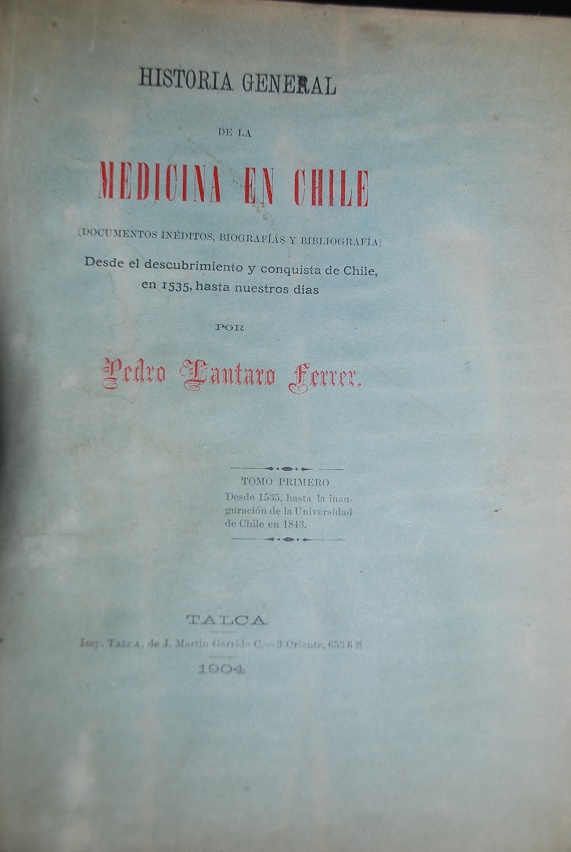 HISTORIA GENERAL
DE LA
MEDICINA EN CHILE
(DOCUMENTOS INÉDITOS, BIOGRAFÍAS Y BIBLIOGRAFÍA)
Desde el descubrimiento y conquista de Chile,
en 1535, hasta nuestros dias
POR
Pedro Lautaro Ferrer.
TOMO PRIMERO
Desde 1535, hasta la inau-
guración de la Universidad
de Chile en 1843.
TALCA
Imp. TALCA, de J. Martin Garrido C.—3 Oriente, 653
1904